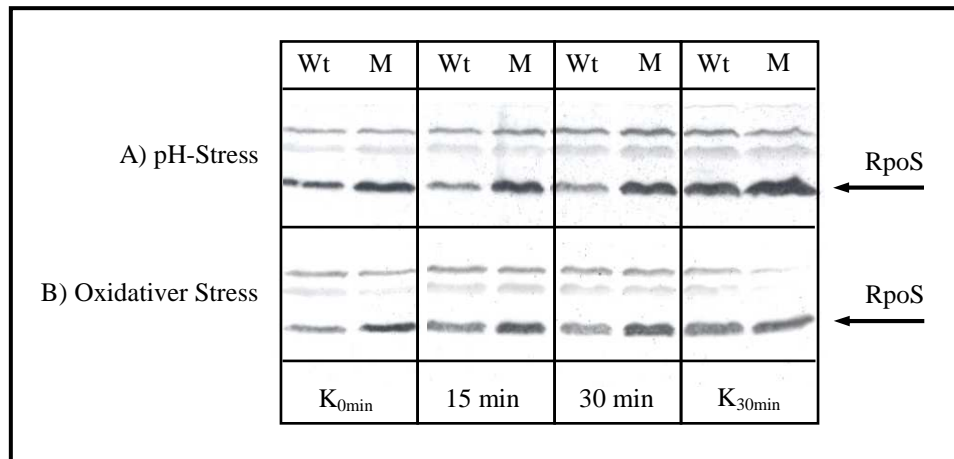 Wt M Wt M Wt M Wt M
A) pH-Stress
RpoS
B) Oxidativer Stress
RpoS
K0min 15 min 30 min K30min